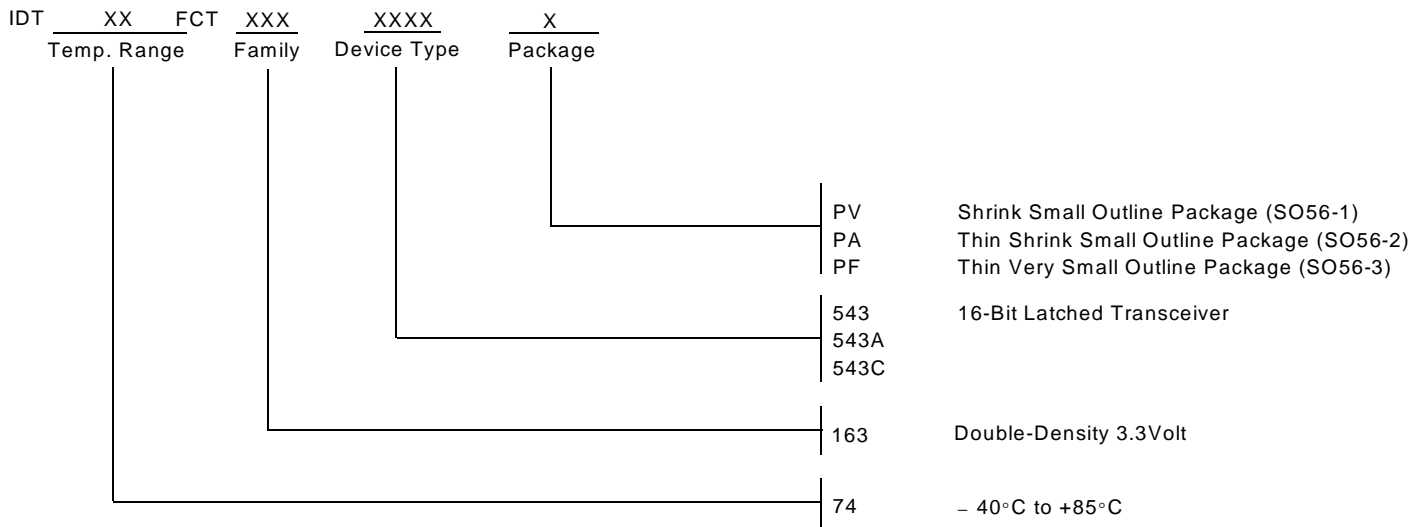 IDT XX FCT XXX XXXX X
Temp. Range Family Device Type Package
PV Shrink Small Outline Package (SO56-1)
PA Thin Shrink Small Outline Package (SO56-2)
PF Thin Very Small Outline Package (SO56-3)
543 16-Bit Latched Transceiver
543A
543C
163 Double-Density 3.3Volt
74 – 40°C to +85°C